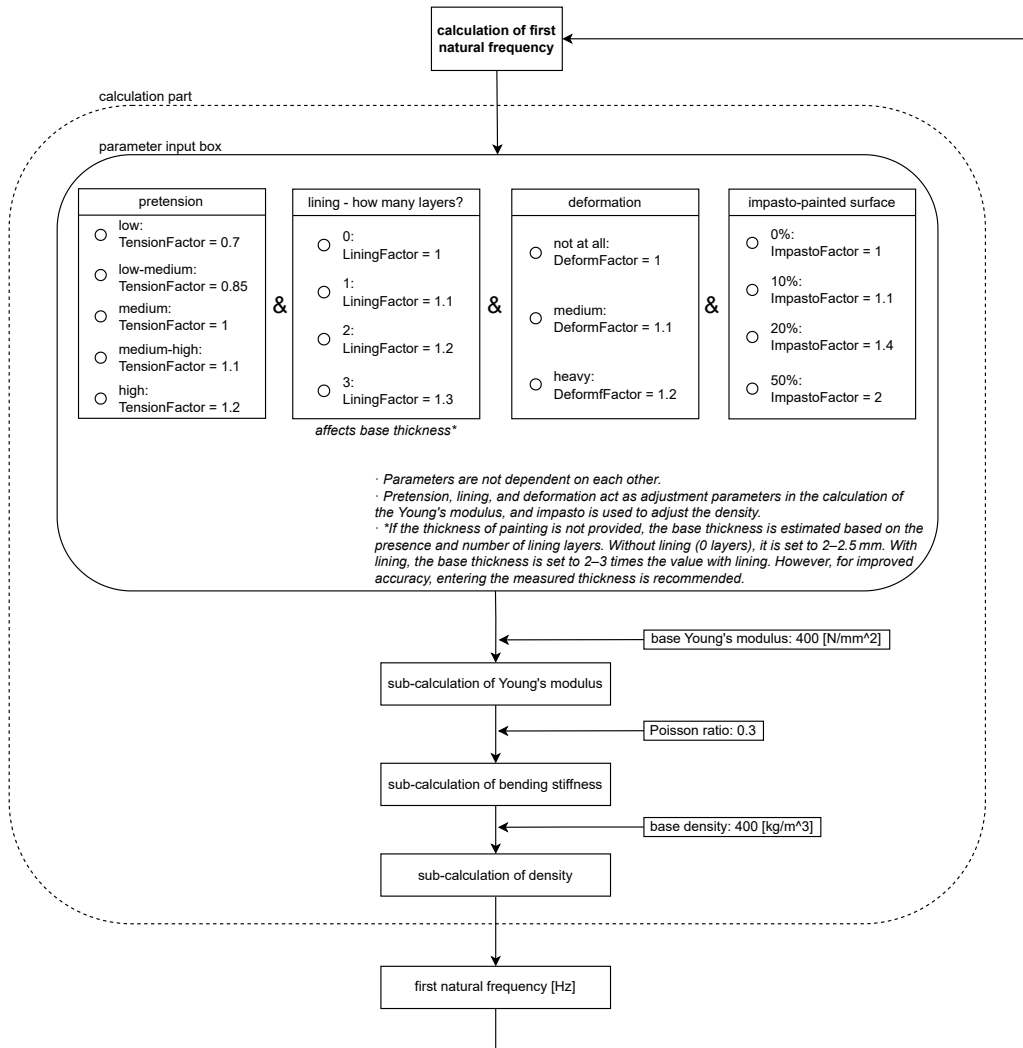 calculation of first
natural frequency
calculation part
parameter input box
pretension
low:
TensionFactor = 0.7
low-medium:
TensionFactor = 0.85
medium:
TensionFactor = 1
medium-high:
TensionFactor = 1.1
high:
TensionFactor = 1.2
&
lining - how many layers?
0:
LiningFactor = 1
1:
LiningFactor = 1.1
2:
LiningFactor = 1.2
3:
LiningFactor = 1.3
affects base thickness*
&
deformation
not at all:
DeformFactor = 1
medium:
DeformFactor = 1.1
heavy:
DeformfFactor = 1.2
&
impasto-painted surface
0%:
ImpastoFactor = 1
10%:
ImpastoFactor = 1.1
20%:
ImpastoFactor = 1.4
50%:
ImpastoFactor = 2
· Parameters are not dependent on each other.
· Pretension, lining, and deformation act as adjustment parameters in the calculation of
the Young's modulus, and impasto is used to adjust the density.
· *If the thickness of painting is not provided, the base thickness is estimated based on the
presence and number of lining layers. Without lining (0 layers), it is set to 2–2.5 mm. With
lining, the base thickness is set to 2–3 times the value with lining. However, for improved
accuracy, entering the measured thickness is recommended.
base Young's modulus: 400 [N/mm^2]
sub-calculation of Young's modulus
Poisson ratio: 0.3
sub-calculation of bending stiffness
base density: 400 [kg/m^3]
sub-calculation of density
first natural frequency [Hz]